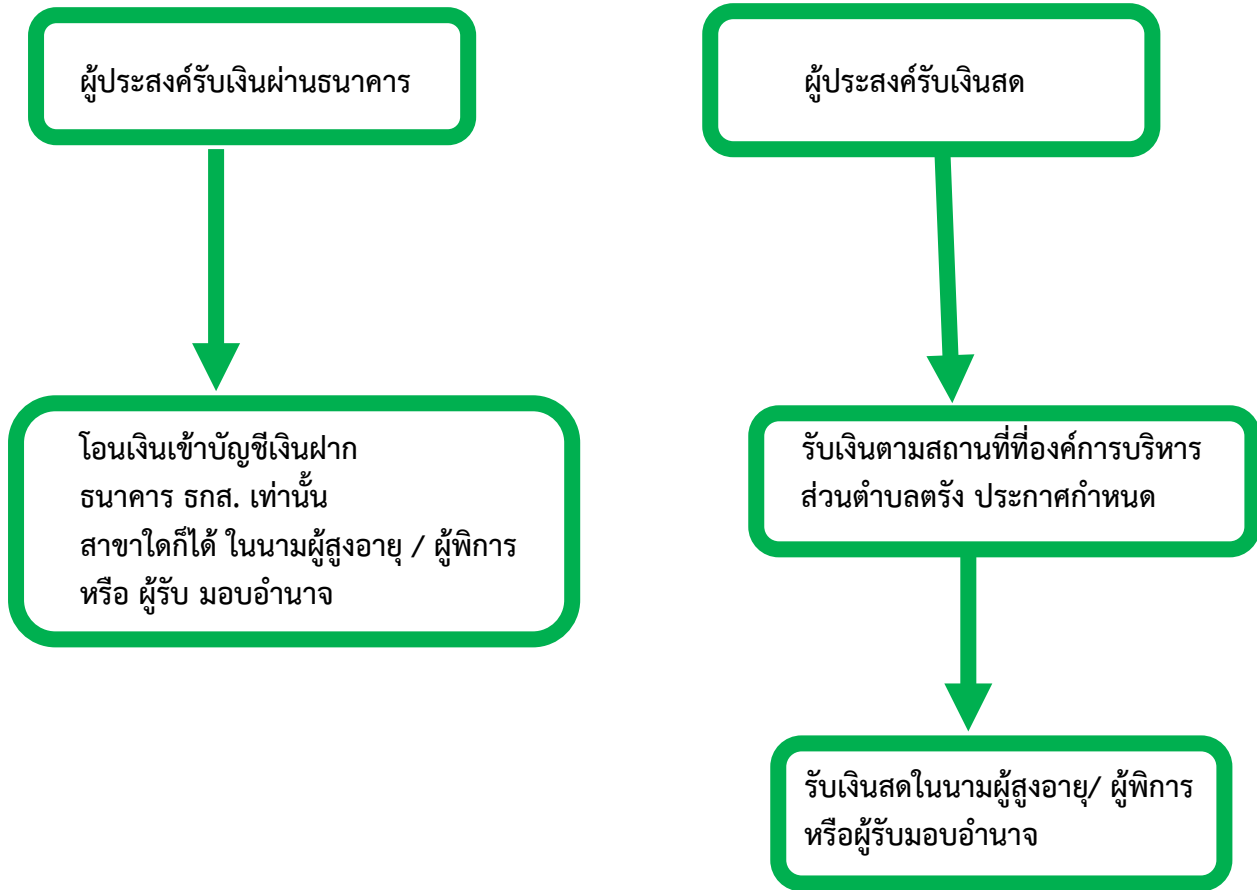 ผู้ประสงค์รับเงินผ่านธนาคาร
โอนเงินเข้าบัญชีเงินฝาก
ธนาคาร ธกส. เท่านั้น
สาขาใดก็ได้ ในนามผู้สูงอายุ / ผู้พิการ
หรือ ผู้รับ มอบอำนาจ
ผู้ประสงค์รับเงินสด
รับเงินตามสถานที่ที่องค์การบริหาร
ส่วนตำบลตรัง ประกาศกำหนด
รับเงินสดในนามผู้สูงอายุ/ ผู้พิการ
หรือผู้รับมอบอำนาจ